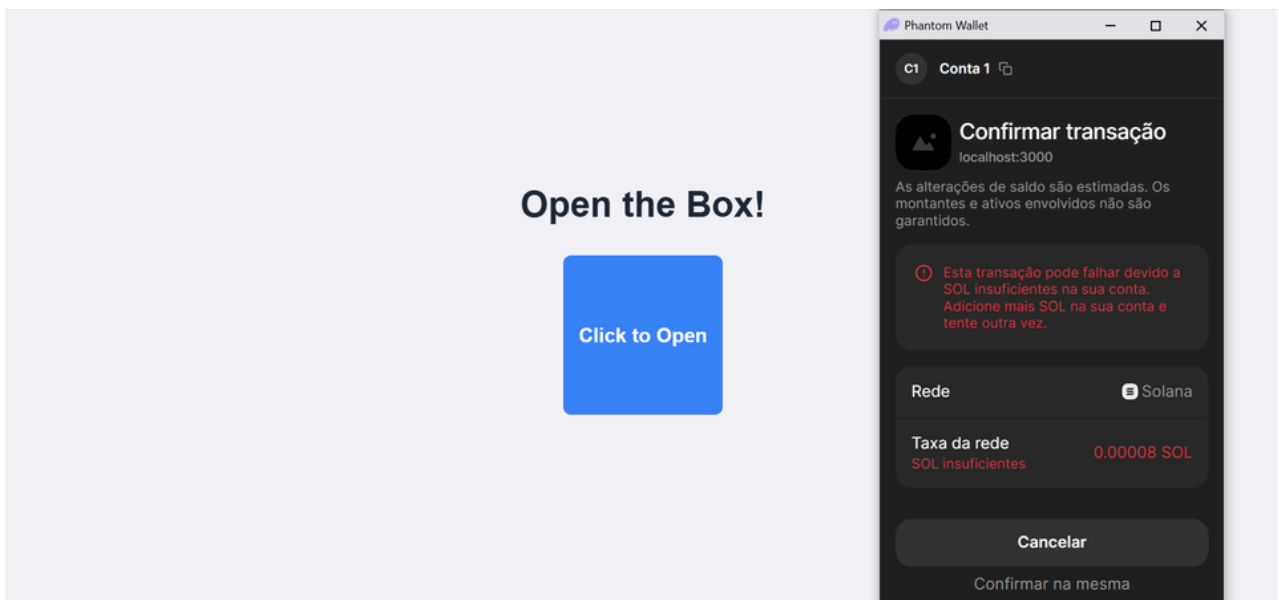 Open the Box!
Click to Open
Phantom Wallet
C1 Conta 1
Confirmar transação
localhost:3000
As alterações de saldo são estimadas. Os
montantes e ativos envolvidos não são
garantidos.
Esta transação pode falhar devido a
SOL insuficientes na sua conta.
Adicione mais SOL na sua conta e
tente outra vez.
Rede Solana
Taxa da rede 0.00008 SOL
SOL insuficientes
Cancelar
Confirmar na mesma